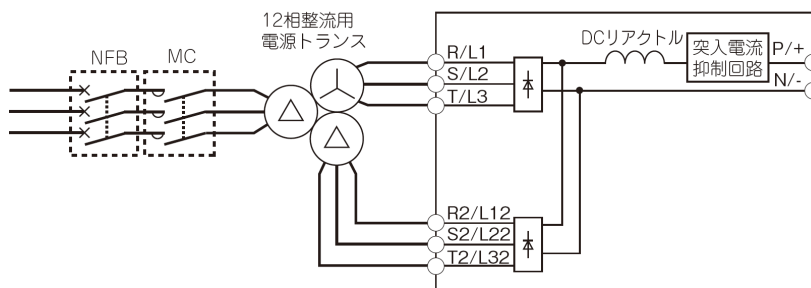 12相整流用
電源トランス
NFB
MC
R/L1
S/L2
T/L3
DCリアクトル
突入電流
抑制回路
P/+
N/-
R2/L12
S2/L22
T2/L32